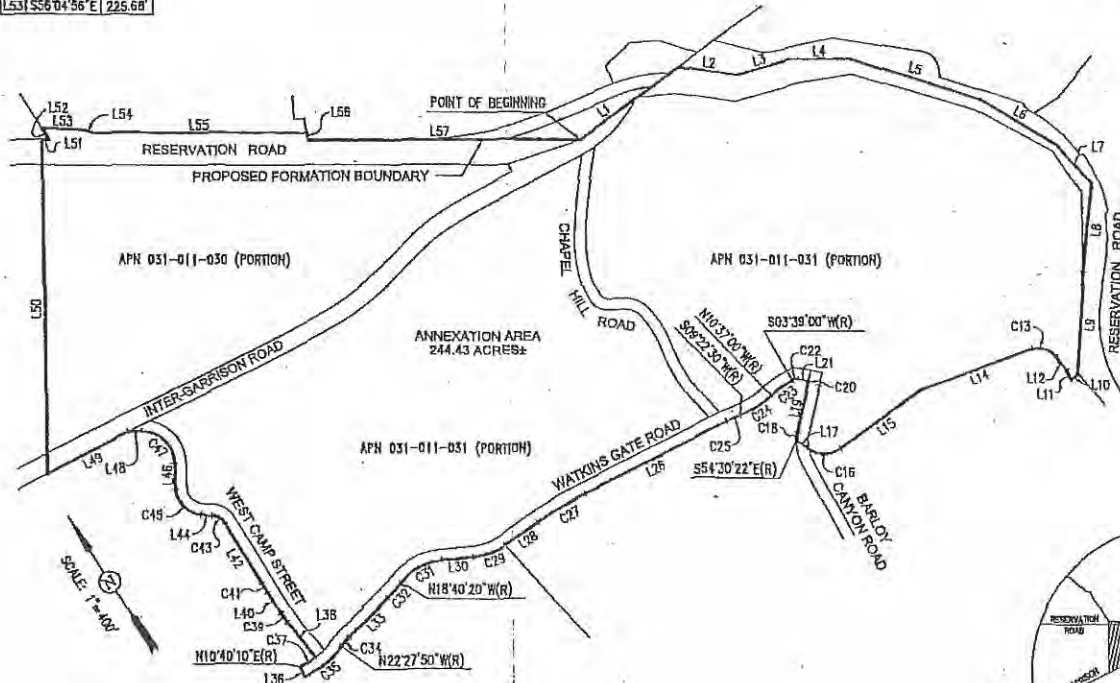 L53 S56°04'56"E 225.68'
L52
L53
L54
L51
L55
L56
POINT OF BEGINNING
L57
L1
L2
L3
L4
L5
L6
L7
L8
L9
RESERVATION ROAD
PROPOSED FORMATION BOUNDARY
RESERVATION ROAD
APN 031-011-030 (PORTION)
APN 031-011-031 (PORTION)
CHAPEL
HILL ROAD
L50
ANNEXATION AREA
244.43 ACRES±
INTER-GARRISON ROAD
N10°37'00"W(R)
S09°22'30"W(R)
S03°39'00"W(R)
C13
L12
L11
L10
L14
L15
C22
L21
C20
C23
L19
C24
C25
C18
L17
C16
S54°30'22"E(R)
BARLOY
CANYON ROAD
APN 031-011-031 (PORTION)
WATKINS GATE ROAD
L26
C27
L28
C29
L30
C31
C32
N18°40'20"W(R)
L33
C34
N22°27'50"W(R)
C35
L36
N10°40'10"E(R)
C37
L38
C39
L40
C41
L42
C43
L44
C45
L46
C47
L48
L49
WEST CAMP STREET
SCALE: 1"=400'
N
RESERVATION
ROAD